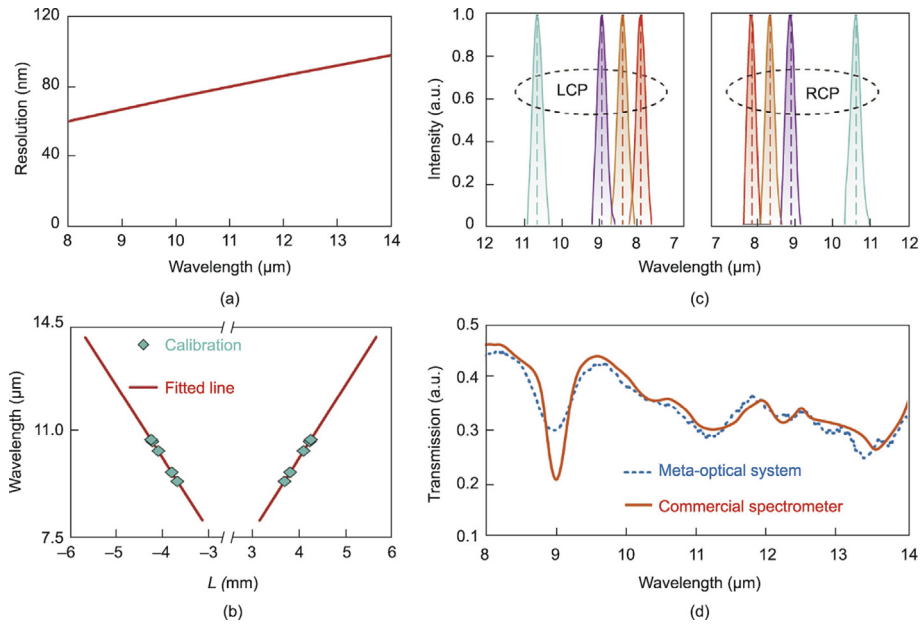 120
80
40
0
Resolution (nm)
8 9 10 11 12 13 14
Wavelength (μm)
(a)
1.0
0.8
0.6
0.4
0.2
0
Intensity (a.u.)
LCP
RCP
12 11 10 9 8 7
7 8 9 10 11 12
Wavelength (μm)
(c)
14.5
11.0
7.5
Wavelength (μm)
Calibration
Fitted line
–6 –5 –4 –3 3 4 5 6
L (mm)
(b)
0.5
0.4
0.3
0.2
0.1
Transmission (a.u.)
Meta-optical system
Commercial spectrometer
8 9 10 11 12 13 14
Wavelength (μm)
(d)